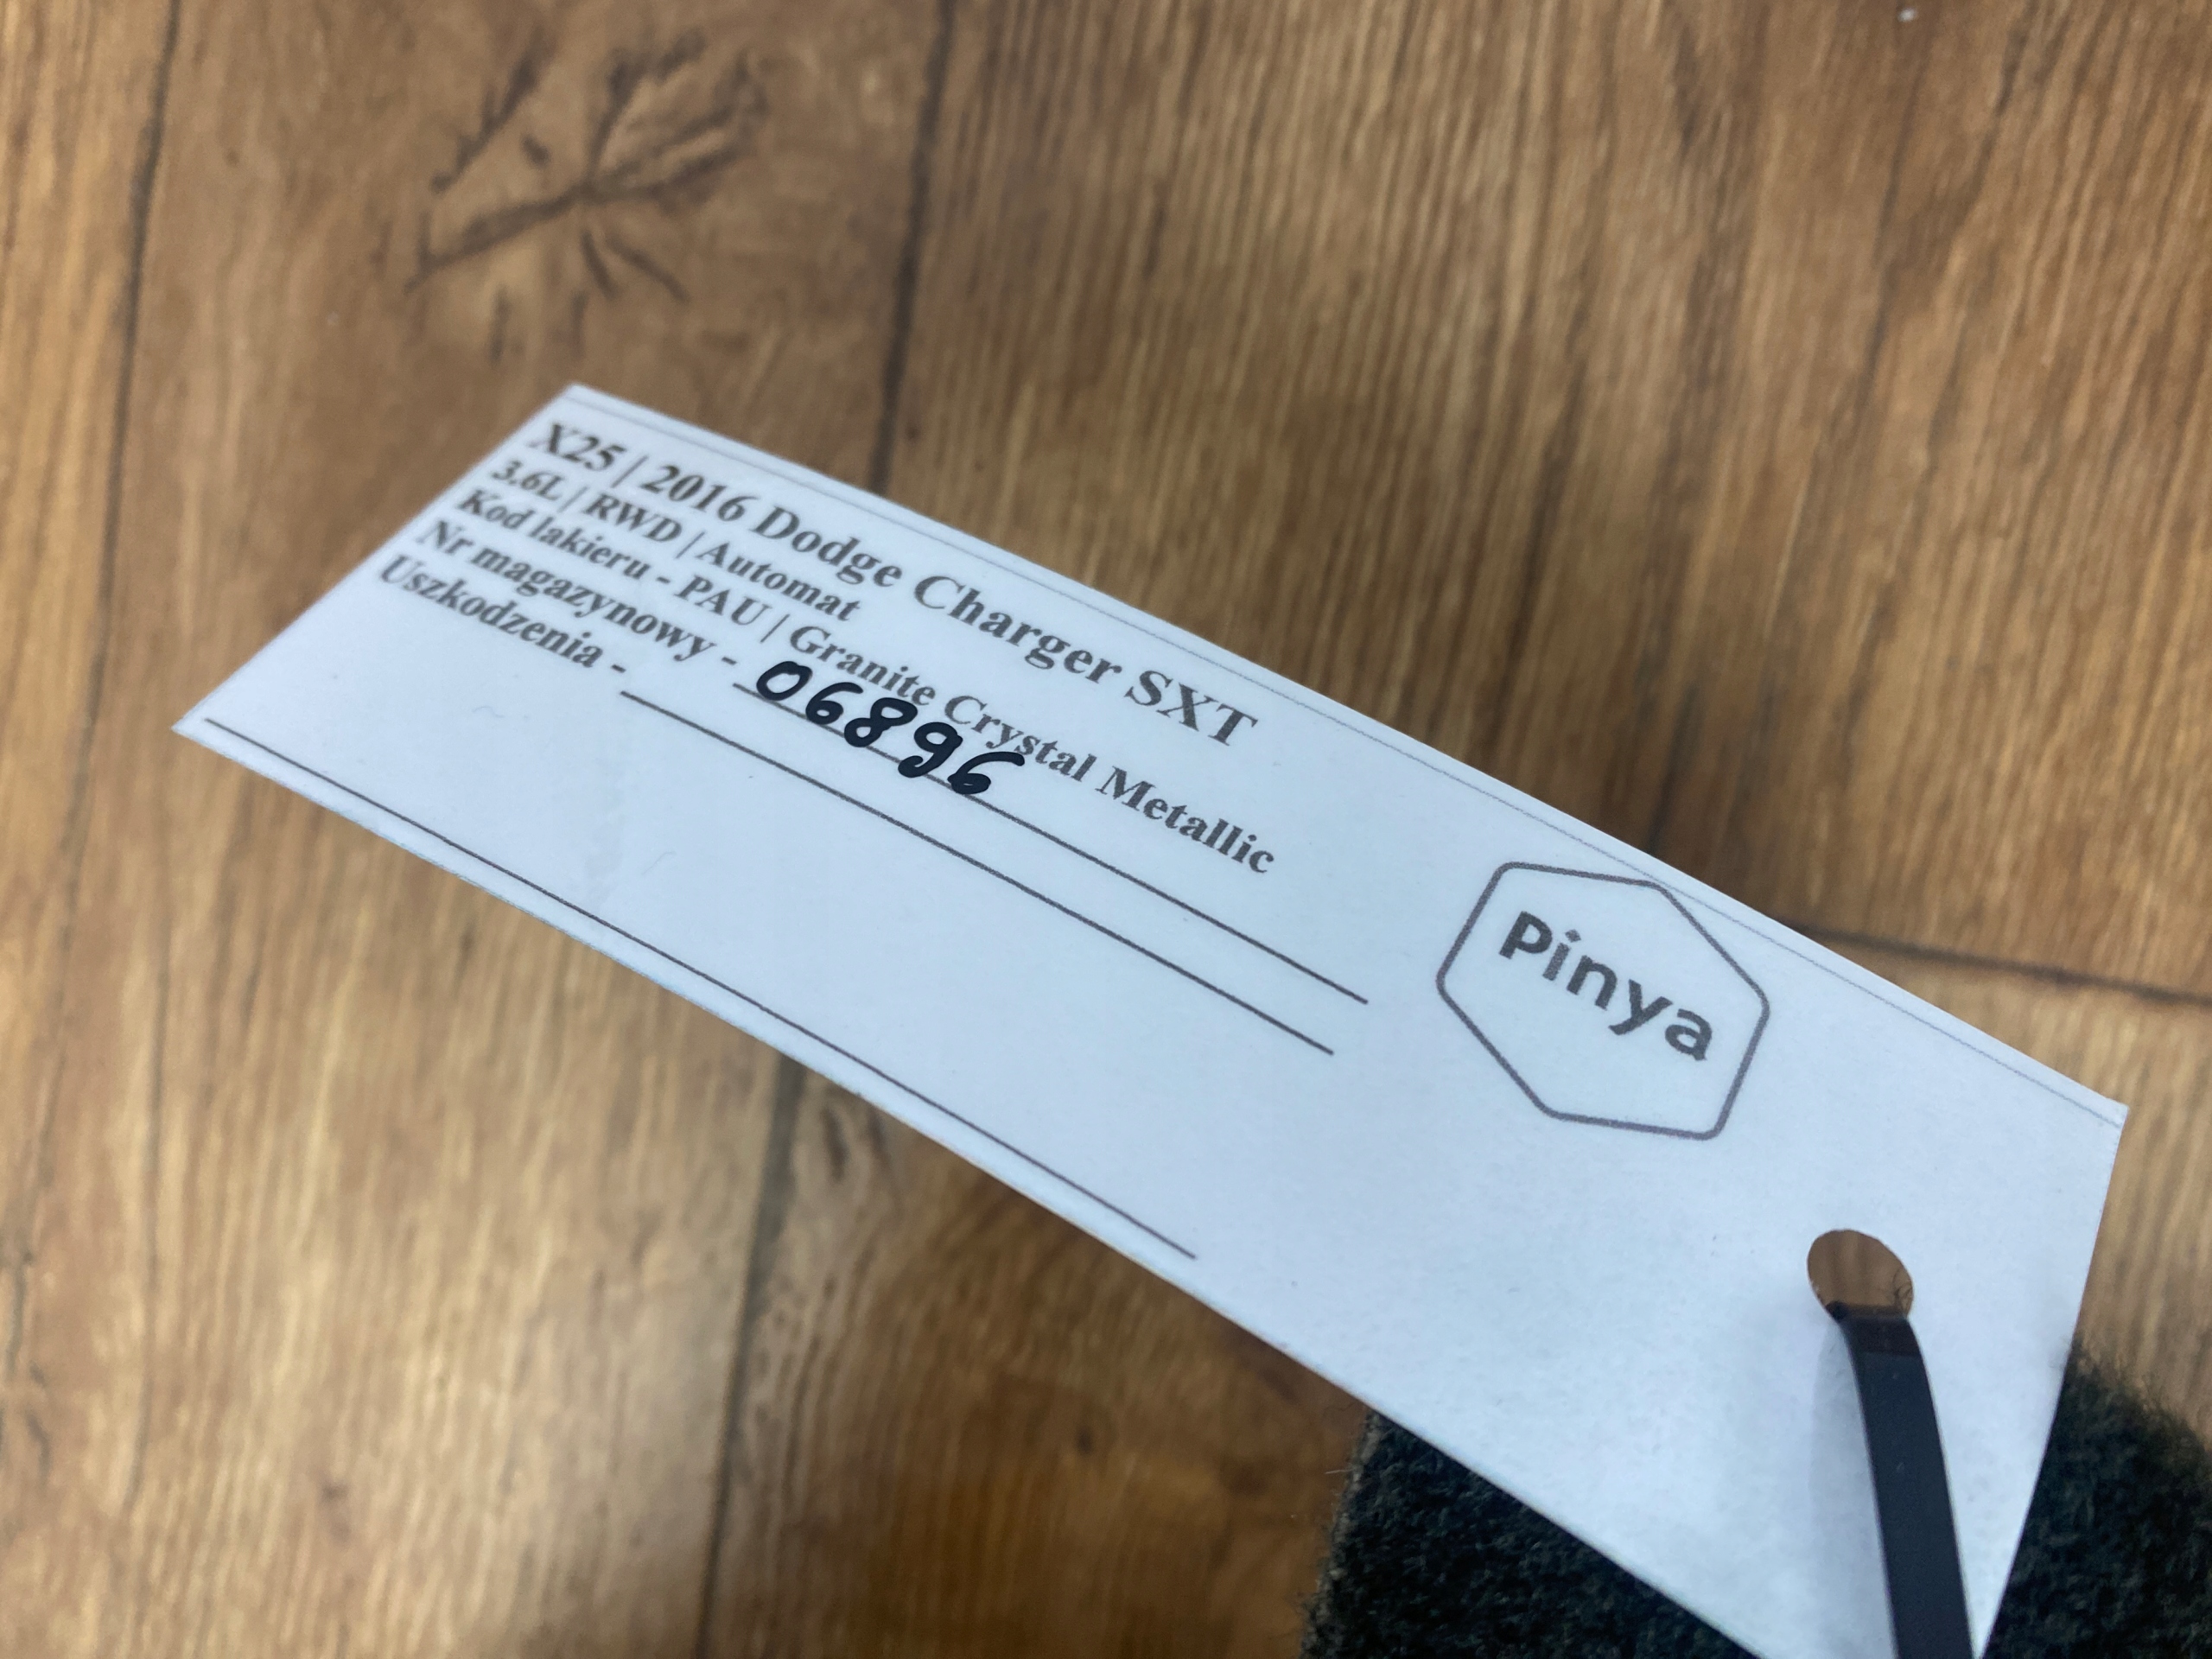 X25 | 2016 Dodge Charger SXT
3.6L | RWD | Automat
Kod lakieru - PAU | Granite Crystal Metallic
Nr magazynowy - 06896
Uszkodzenia -
Pinya